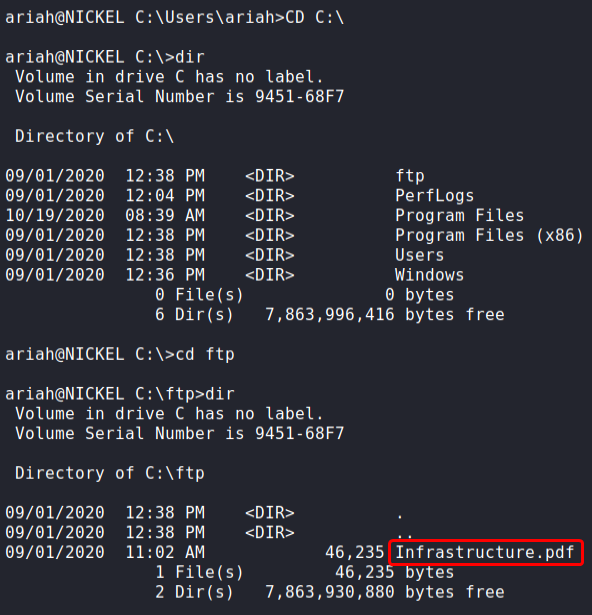 ariah@NICKEL C:\Users\ariah>CD C:\
ariah@NICKEL C:\>dir
Volume in drive C has no label.
Volume Serial Number is 9451-68F7
Directory of C:\
09/01/2020  12:38 PM    <DIR>          ftp
09/01/2020  12:04 PM    <DIR>          PerfLogs
10/19/2020  08:39 AM    <DIR>          Program Files
09/01/2020  12:38 PM    <DIR>          Program Files (x86)
09/01/2020  12:38 PM    <DIR>          Users
09/01/2020  12:36 PM    <DIR>          Windows
0 File(s)              0 bytes
6 Dir(s)   7,863,996,416 bytes free
ariah@NICKEL C:\>cd ftp
ariah@NICKEL C:\ftp>dir
Volume in drive C has no label.
Volume Serial Number is 9451-68F7
Directory of C:\ftp
09/01/2020  12:38 PM    <DIR>          .
09/01/2020  12:38 PM    <DIR>          ..
09/01/2020  11:02 AM            46,235 Infrastructure.pdf
1 File(s)         46,235 bytes
2 Dir(s)   7,863,930,880 bytes free